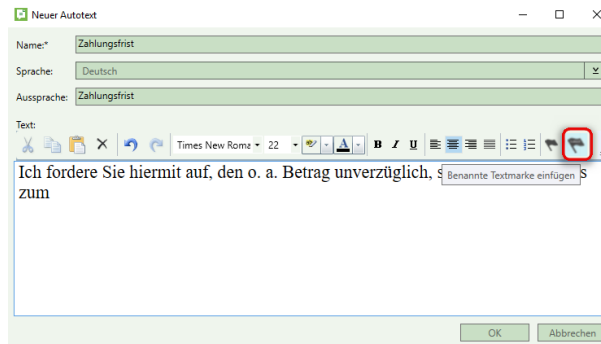 Neuer Autotext
Name:* Zahlungsfrist
Sprache: Deutsch
Aussprache: Zahlungsfrist
Text:
Times New Roma 22 A B I U
Ich fordere Sie hiermit auf, den o. a. Betrag unverzüglich, s
Benannte Textmarke einfügen
zum
OK Abbrechen